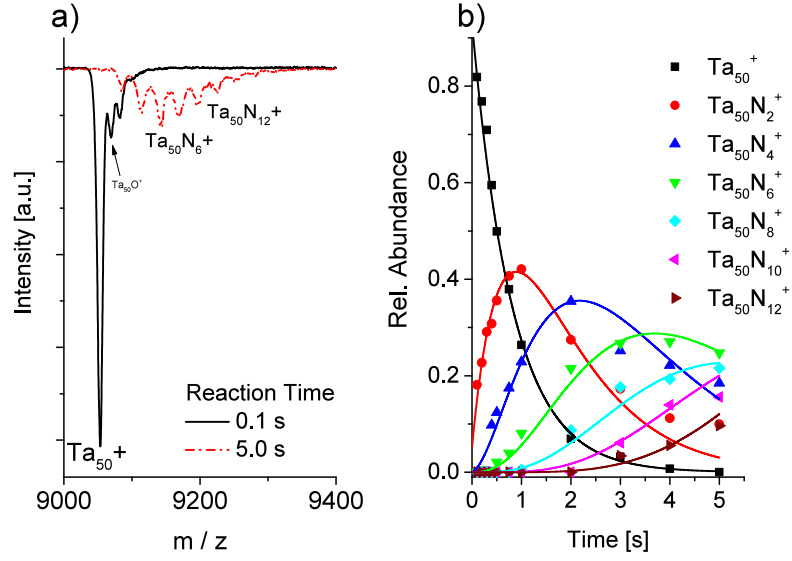 a)
Intensity [a.u.]
Ta₅₀+
Ta₅₀O⁺
Ta₅₀N₆+
Ta₅₀N₁₂+
Reaction Time
0.1 s
5.0 s
9000 9200 9400
m / z
b)
Rel. Abundance
0.8
0.6
0.4
0.2
0.0
Ta₅₀⁺
Ta₅₀N₂⁺
Ta₅₀N₄⁺
Ta₅₀N₆⁺
Ta₅₀N₈⁺
Ta₅₀N₁₀⁺
Ta₅₀N₁₂⁺
0 1 2 3 4 5
Time [s]